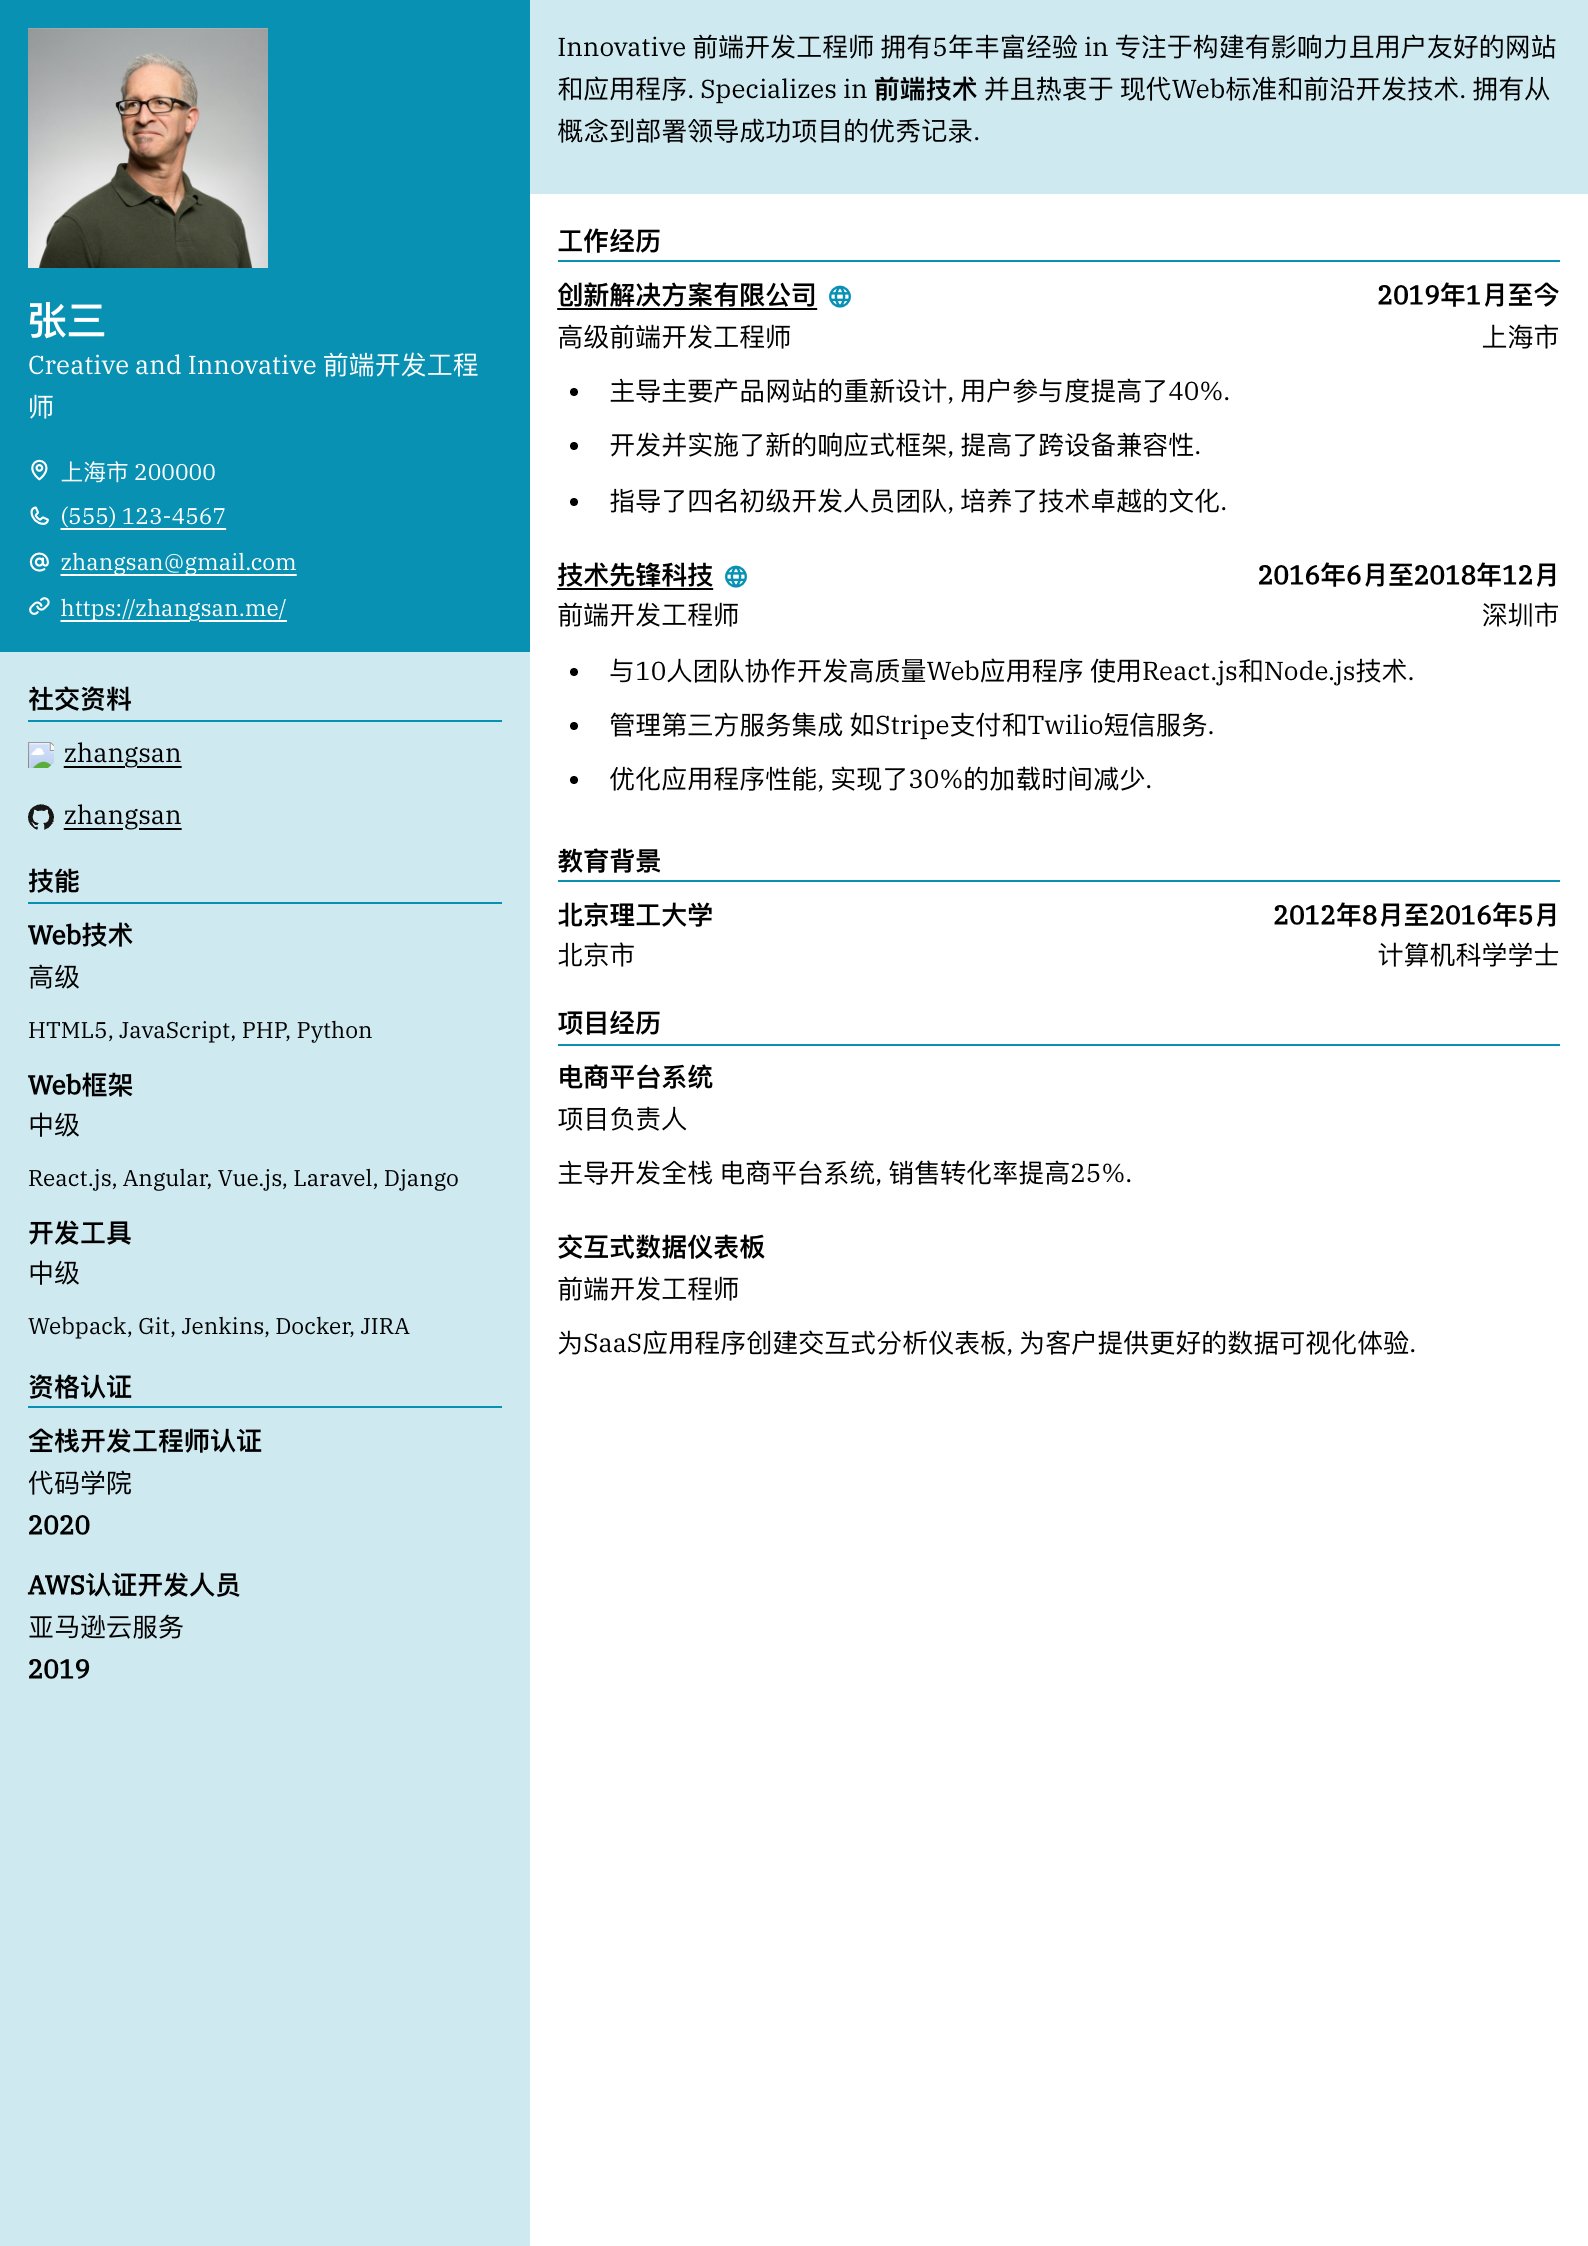 张三
Creative and Innovative 前端开发工程
师
上海市 200000
(555) 123-4567
zhangsan@gmail.com
https://zhangsan.me/
社交资料
zhangsan
zhangsan
技能
Web技术
高级
HTML5, JavaScript, PHP, Python
Web框架
中级
React.js, Angular, Vue.js, Laravel, Django
开发工具
中级
Webpack, Git, Jenkins, Docker, JIRA
资格认证
全栈开发工程师认证
代码学院
2020
AWS认证开发人员
亚马逊云服务
2019
Innovative 前端开发工程师 拥有5年丰富经验 in 专注于构建有影响力且用户友好的网站
和应用程序. Specializes in 前端技术 并且热衷于 现代Web标准和前沿开发技术. 拥有从
概念到部署领导成功项目的优秀记录.
工作经历
创新解决方案有限公司 2019年1月至今
高级前端开发工程师 上海市
• 主导主要产品网站的重新设计, 用户参与度提高了40%.
• 开发并实施了新的响应式框架, 提高了跨设备兼容性.
• 指导了四名初级开发人员团队, 培养了技术卓越的文化.
技术先锋科技 2016年6月至2018年12月
前端开发工程师 深圳市
• 与10人团队协作开发高质量Web应用程序 使用React.js和Node.js技术.
• 管理第三方服务集成 如Stripe支付和Twilio短信服务.
• 优化应用程序性能, 实现了30%的加载时间减少.
教育背景
北京理工大学 2012年8月至2016年5月
北京市 计算机科学学士
项目经历
电商平台系统
项目负责人
主导开发全栈 电商平台系统, 销售转化率提高25%.
交互式数据仪表板
前端开发工程师
为SaaS应用程序创建交互式分析仪表板, 为客户提供更好的数据可视化体验.